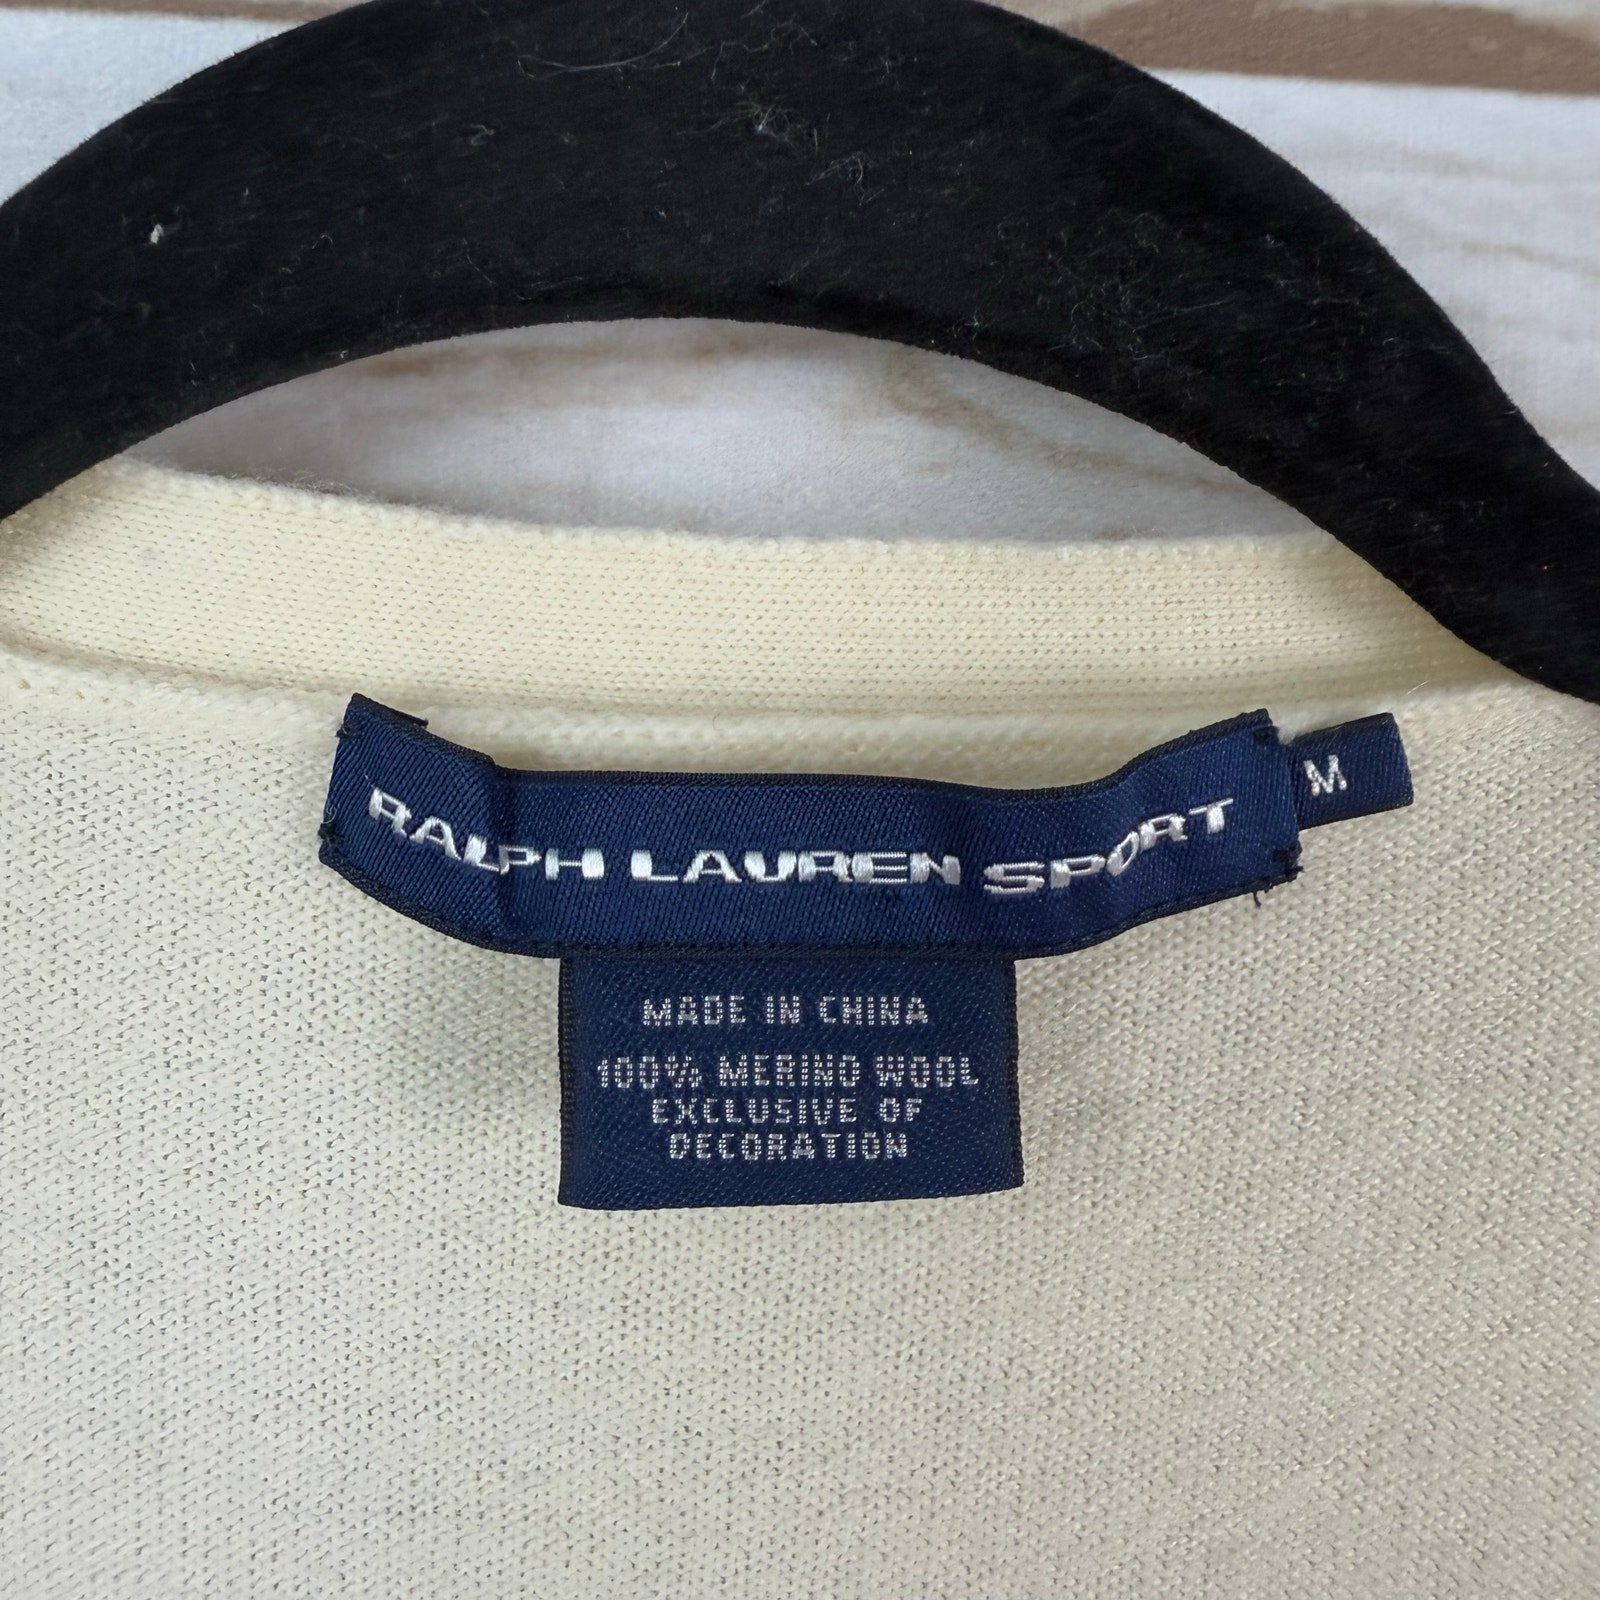 RALPH LAUREN SPORT
M
MADE IN CHINA
100% MERINO WOOL
EXCLUSIVE OF
DECORATION